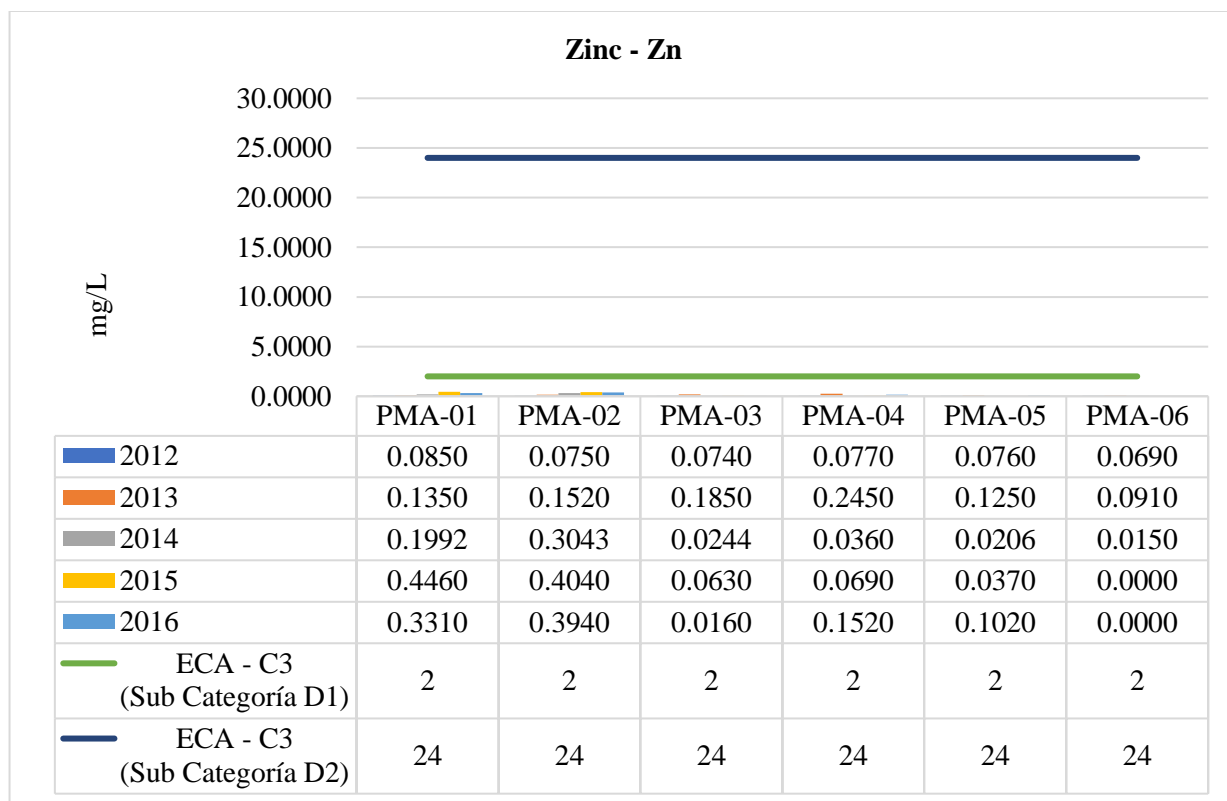 Zinc - Zn
30.0000
25.0000
20.0000
15.0000
10.0000
5.0000
0.0000
mg/L
PMA-01 PMA-02 PMA-03 PMA-04 PMA-05 PMA-06
2012 0.0850 0.0750 0.0740 0.0770 0.0760 0.0690
2013 0.1350 0.1520 0.1850 0.2450 0.1250 0.0910
2014 0.1992 0.3043 0.0244 0.0360 0.0206 0.0150
2015 0.4460 0.4040 0.0630 0.0690 0.0370 0.0000
2016 0.3310 0.3940 0.0160 0.1520 0.1020 0.0000
ECA - C3
(Sub Categoría D1) 2 2 2 2 2 2
ECA - C3
(Sub Categoría D2) 24 24 24 24 24 24